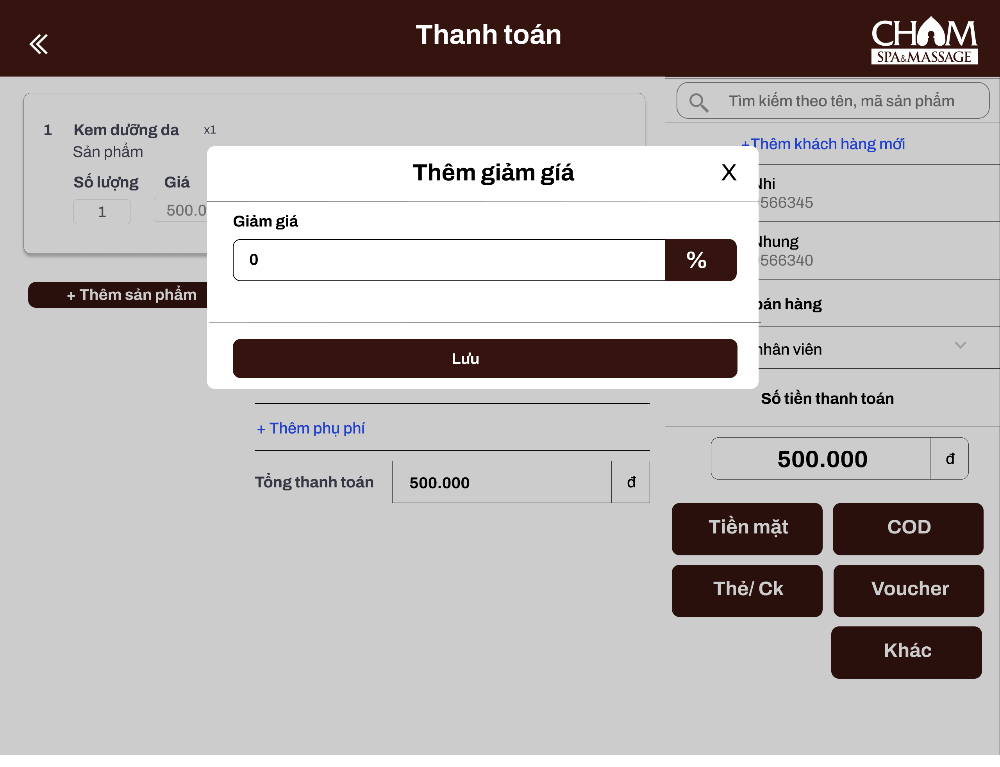 Thanh toán
CHAM
SPA&MASSAGE
1 Kem dưỡng da x1
Sản phẩm
Số lượng Giá
1 500.0
+ Thêm sản phẩm
Thêm giảm gíá X
Giảm giá
0 %
Lưu
+ Thêm phụ phí
Tổng thanh toán 500.000 đ
Tìm kiếm theo tên, mã sản phẩm
+Thêm khách hàng mới
Nhi
566345
Nhung
566340
bán hàng
nhân viên
Số tiền thanh toán
500.000 đ
Tiền mặt COD
Thẻ/ Ck Voucher
Khác